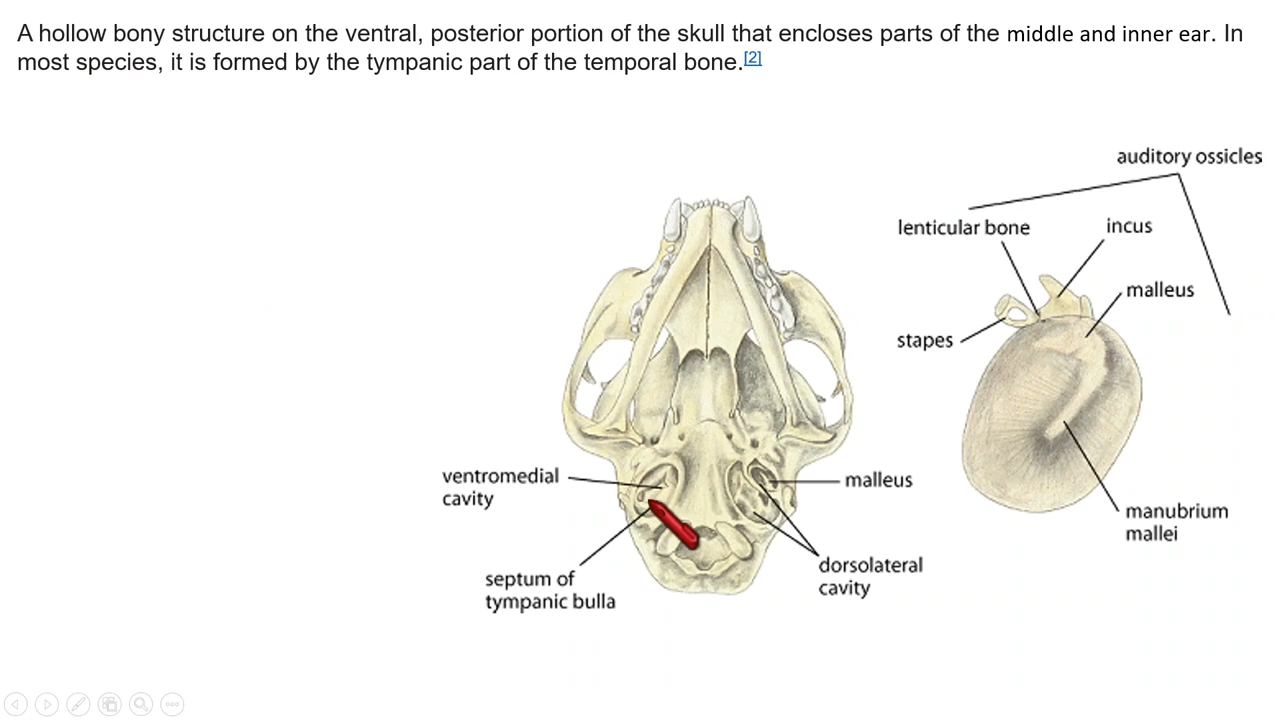 A hollow bony structure on the ventral, posterior portion of the skull that encloses parts of the middle and inner ear. In
most species, it is formed by the tympanic part of the temporal bone.[2]
auditory ossicles
lenticular bone
incus
malleus
stapes
ventromedial
cavity
malleus
manubrium
mallei
dorsolateral
cavity
septum of
tympanic bulla